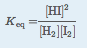 K_eq = [HI]² / [H₂][I₂]